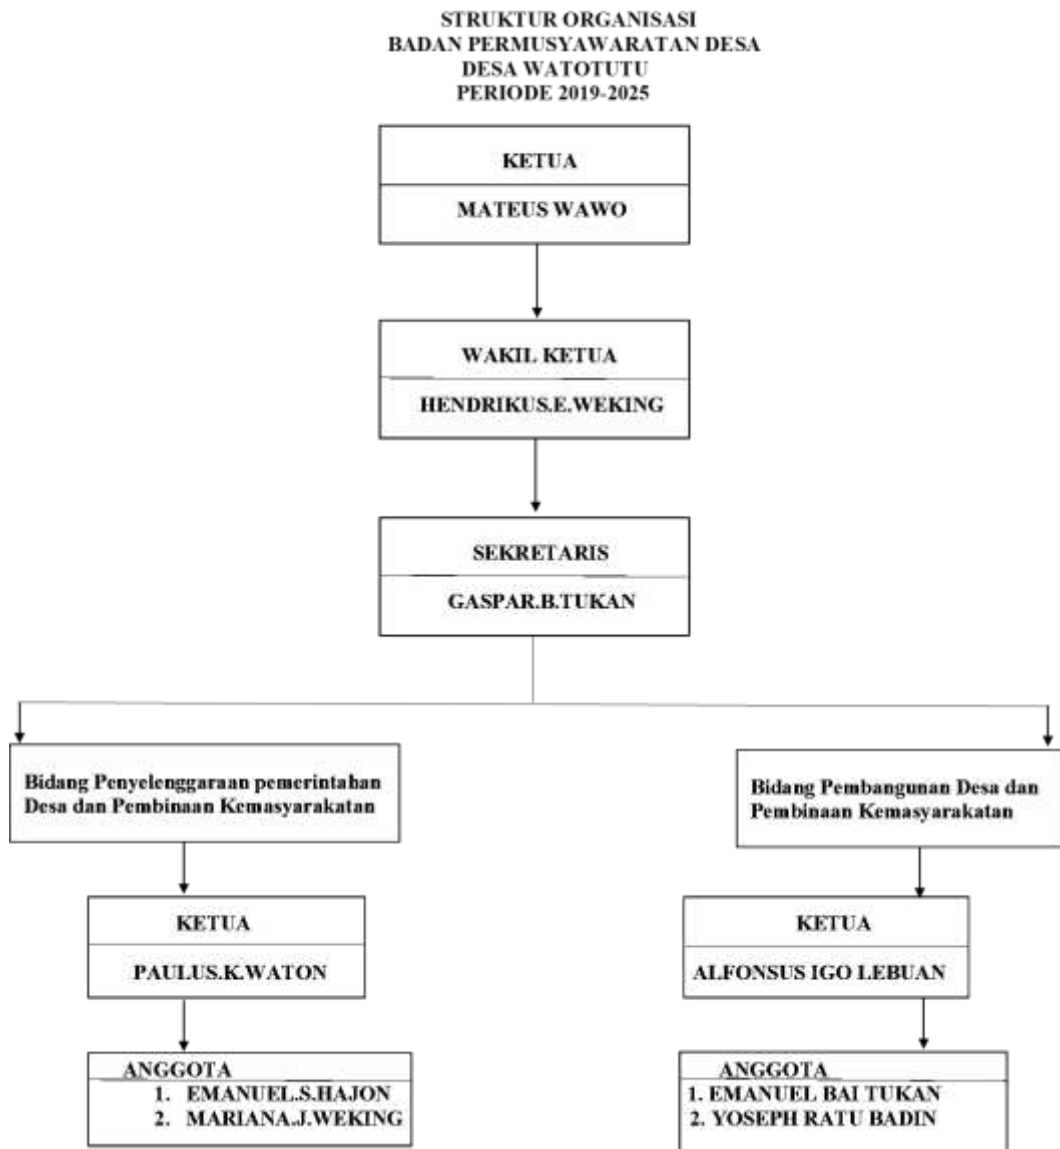 STRUKTUR ORGANISASI
BADAN PERMUSYAWARATAN DESA
DESA WATOTUTU
PERIODE 2019-2025
KETUA
MATEUS WAWO
WAKIL KETUA
HENDRIKUS.E.WEKING
SEKRETARIS
GASPAR.B.TUKAN
Bidang Penyelenggaraan pemerintahan
Desa dan Pembinaan Kemasyarakatan
KETUA
PAULUS.K.WATON
ANGGOTA
1. EMANUEL.S.HAJON
2. MARIANA.J.WEKING
Bidang Pembangunan Desa dan
Pembinaan Kemasyarakatan
KETUA
ALFONSUS IGO LEBUAN
ANGGOTA
1. EMANUEL BAI TUKAN
2. YOSEPH RATU BADIN